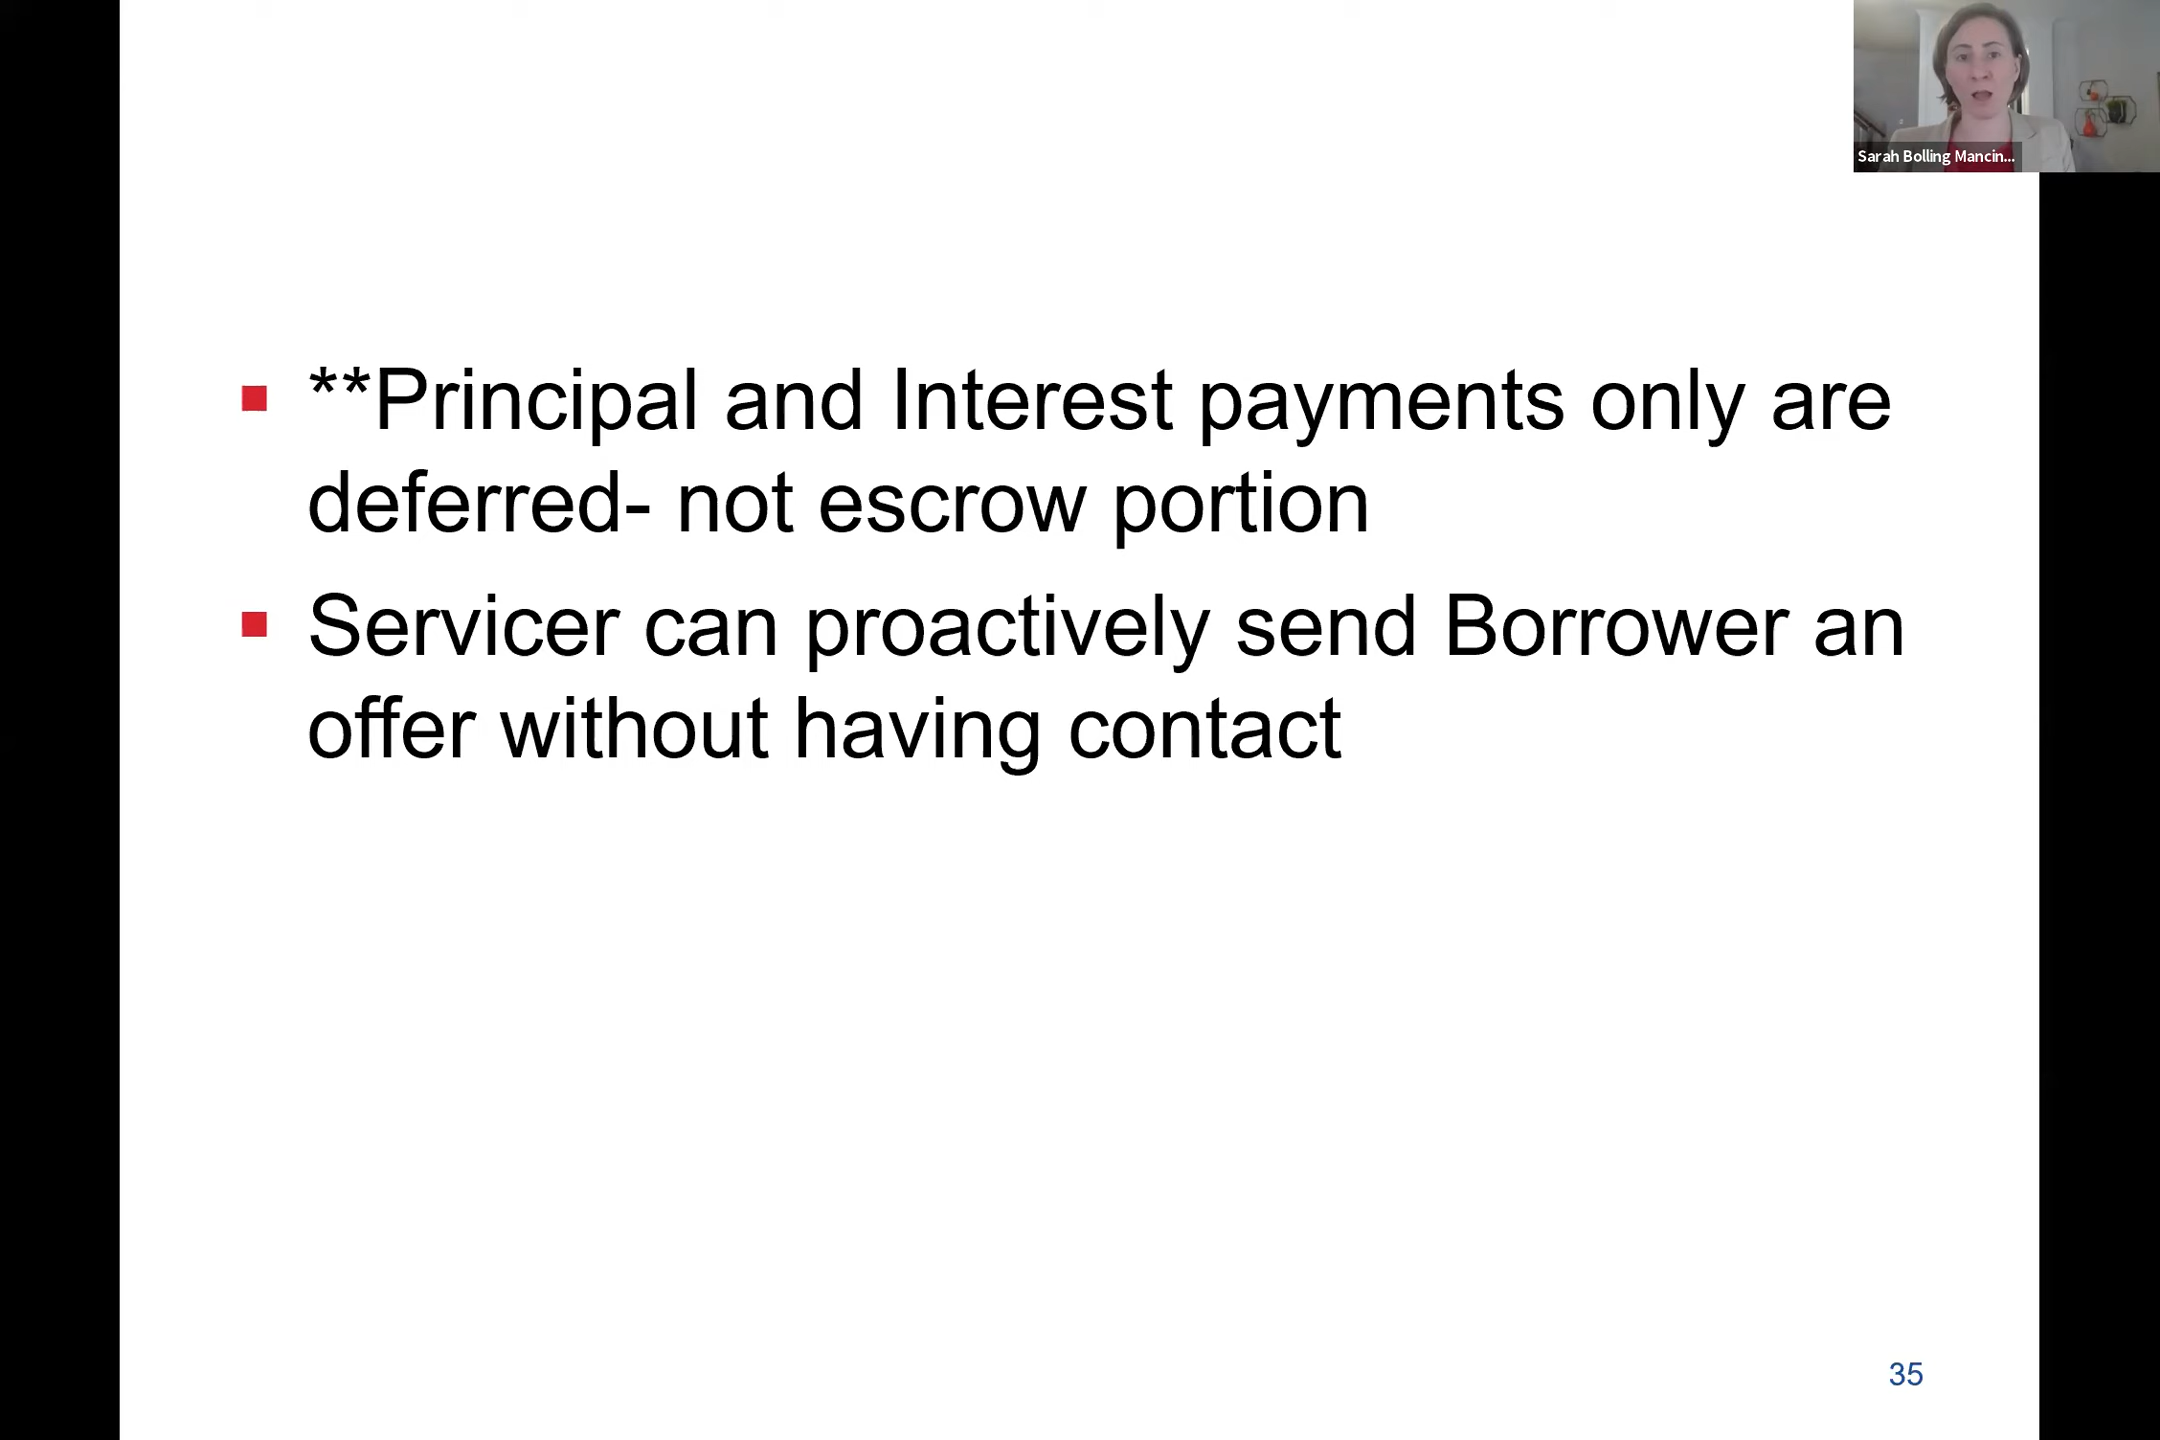 Sarah Bolling Mancin...
**Principal and Interest payments only are
deferred- not escrow portion
Servicer can proactively send Borrower an
offer without having contact
35